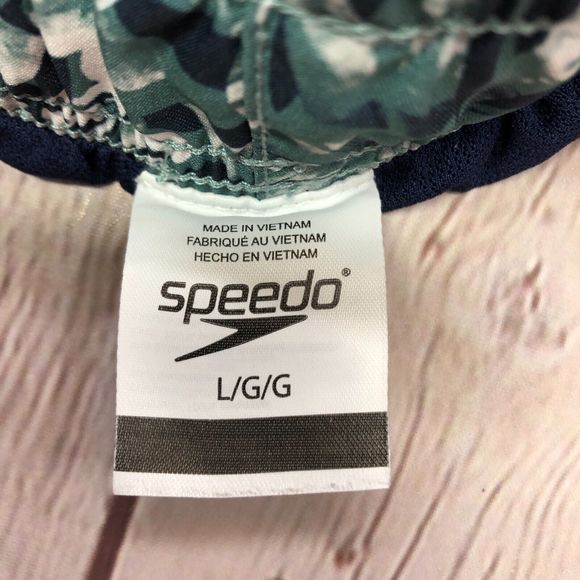 MADE IN VIETNAM
FABRIQUÉ AU VIETNAM
HECHO EN VIETNAM
speedo®
L/G/G